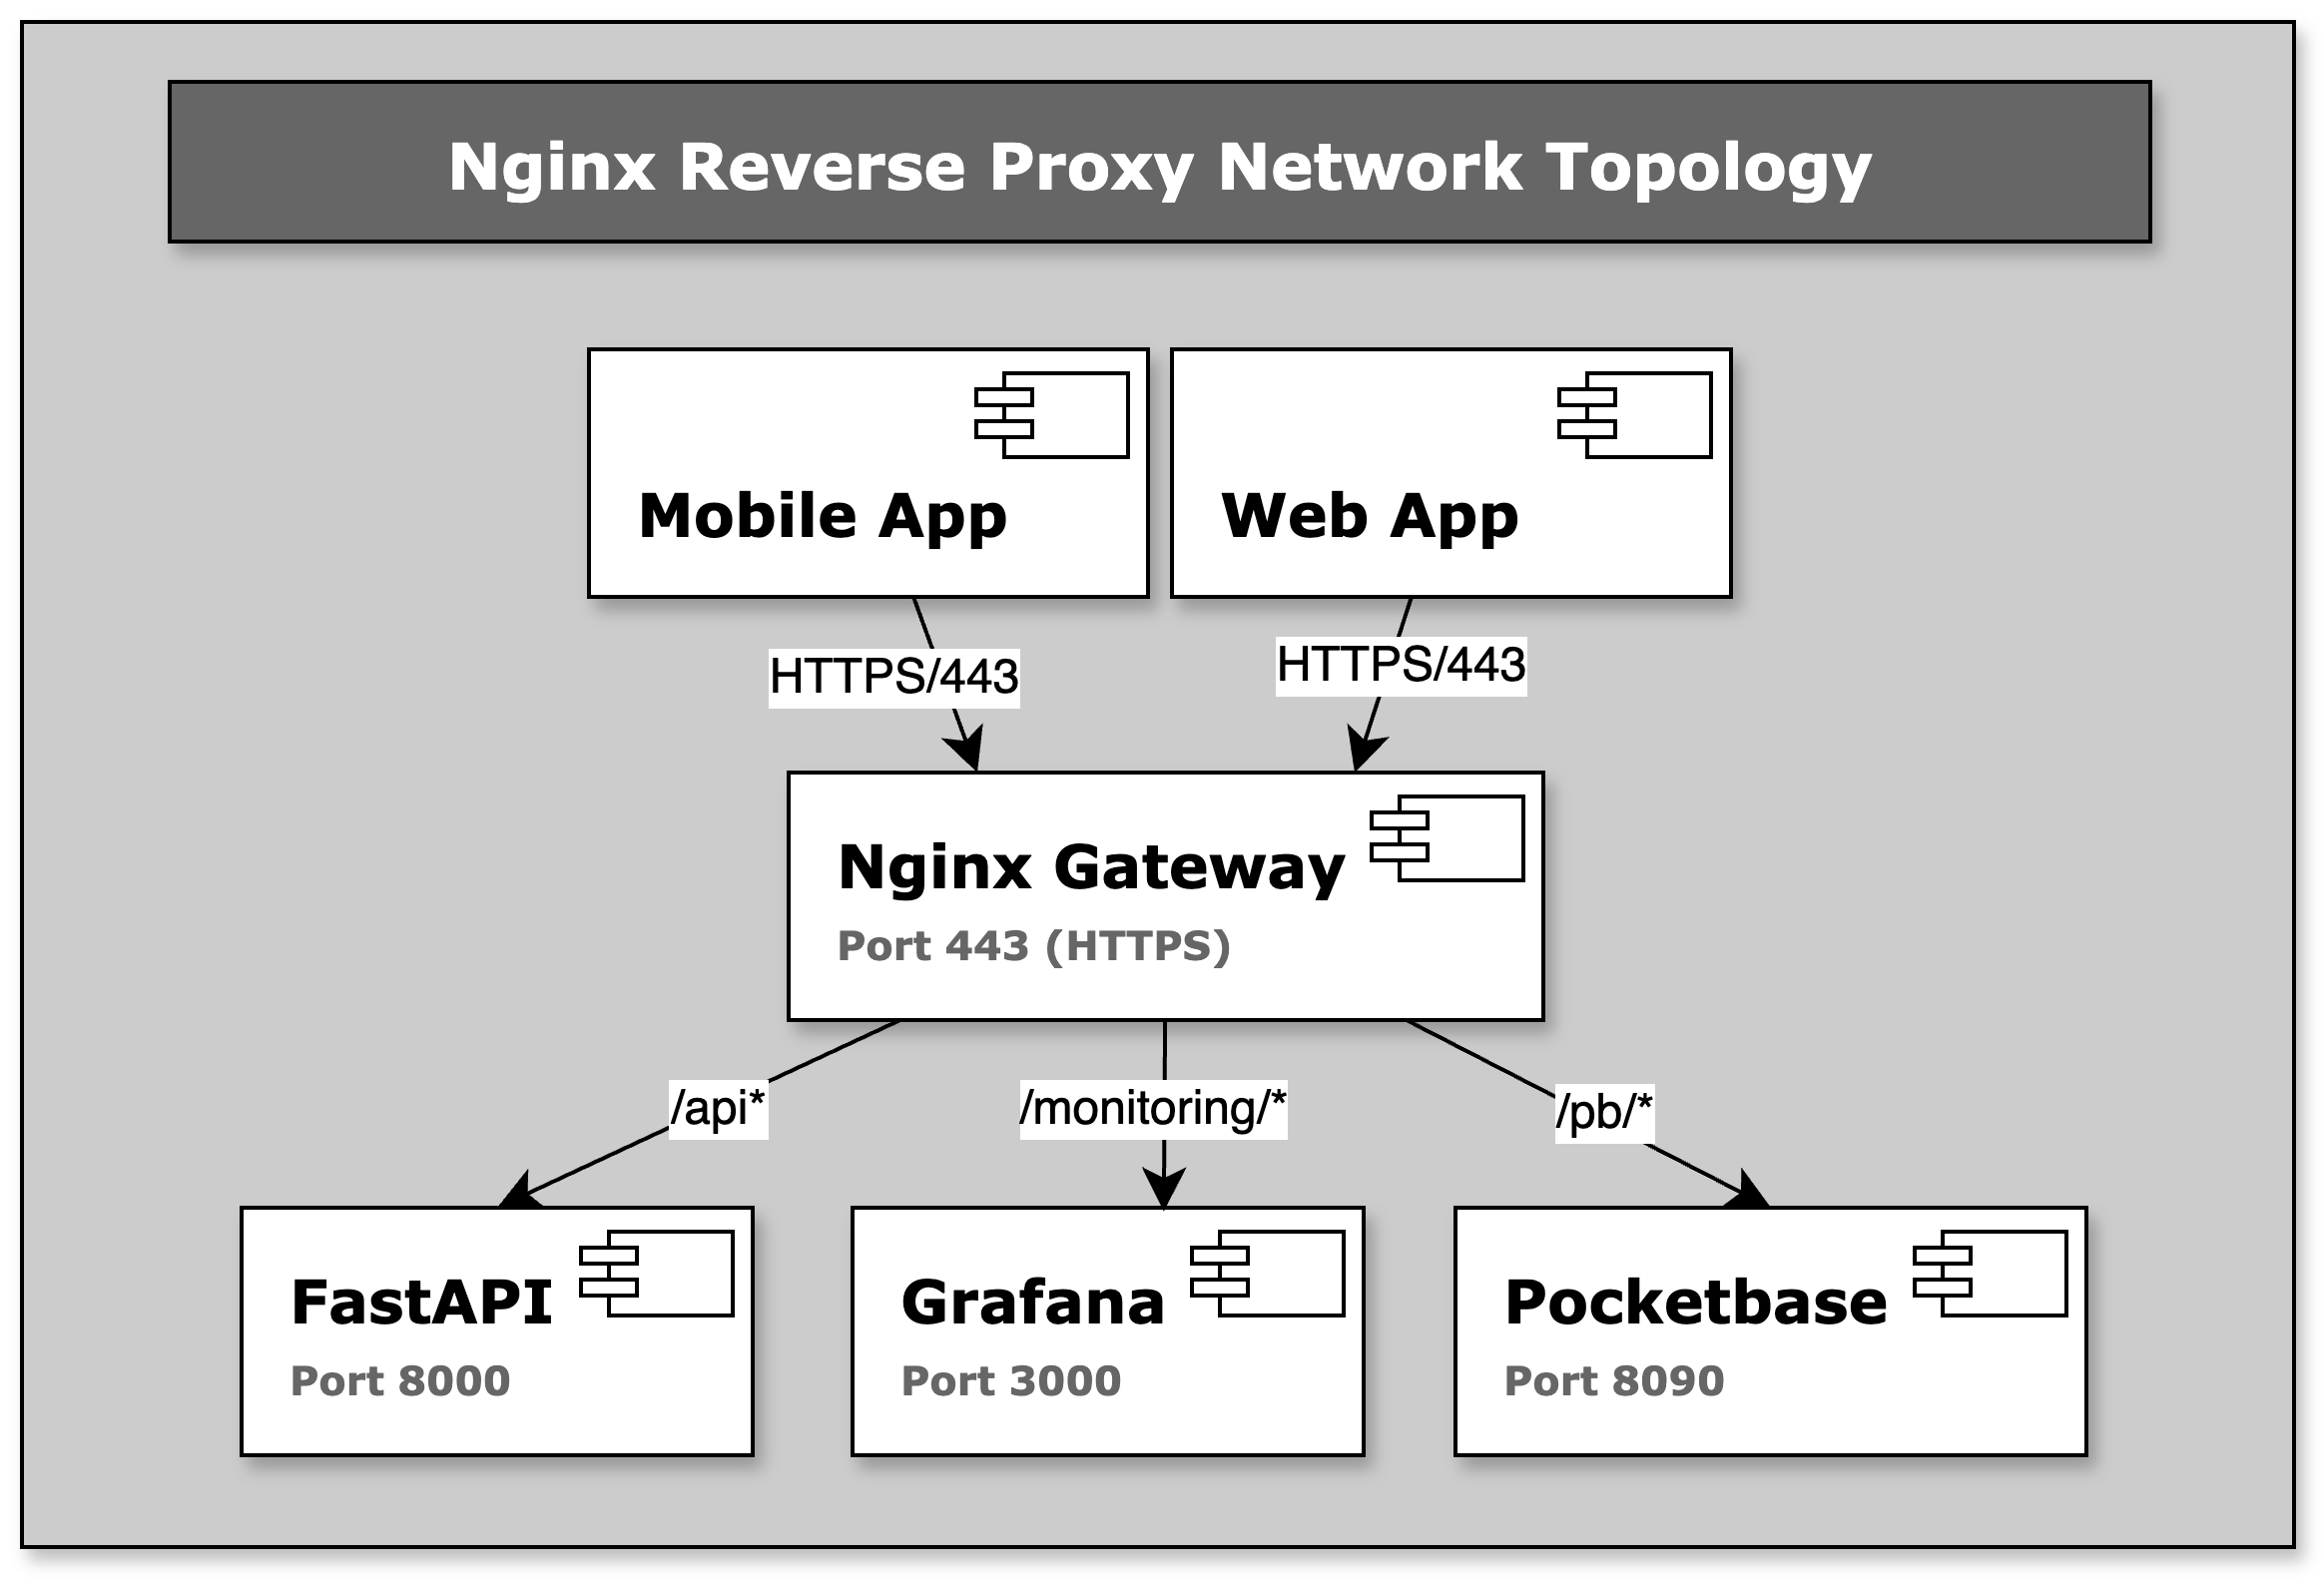 Nginx Reverse Proxy Network Topology
Mobile App
Web App
HTTPS/443
HTTPS/443
Nginx Gateway
Port 443 (HTTPS)
/api*
/monitoring/*
/pb/*
FastAPI
Port 8000
Grafana
Port 3000
Pocketbase
Port 8090